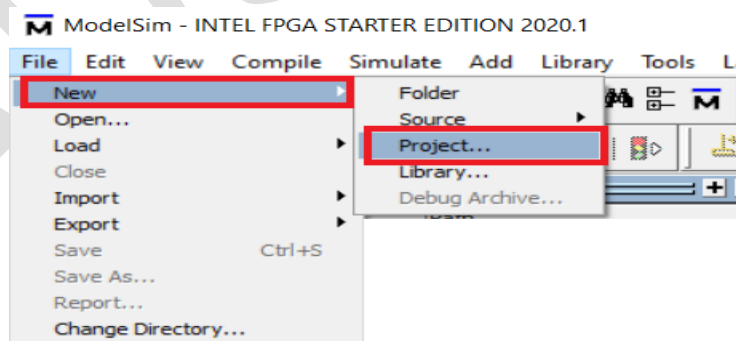 ModelSim - INTEL FPGA STARTER EDITION 2020.1
File Edit View Compile Simulate Add Library Tools
New
Open...
Load
Close
Import
Export
Save Ctrl+S
Save As...
Report...
Change Directory...
Folder
Source
Project...
Library...
Debug Archive...